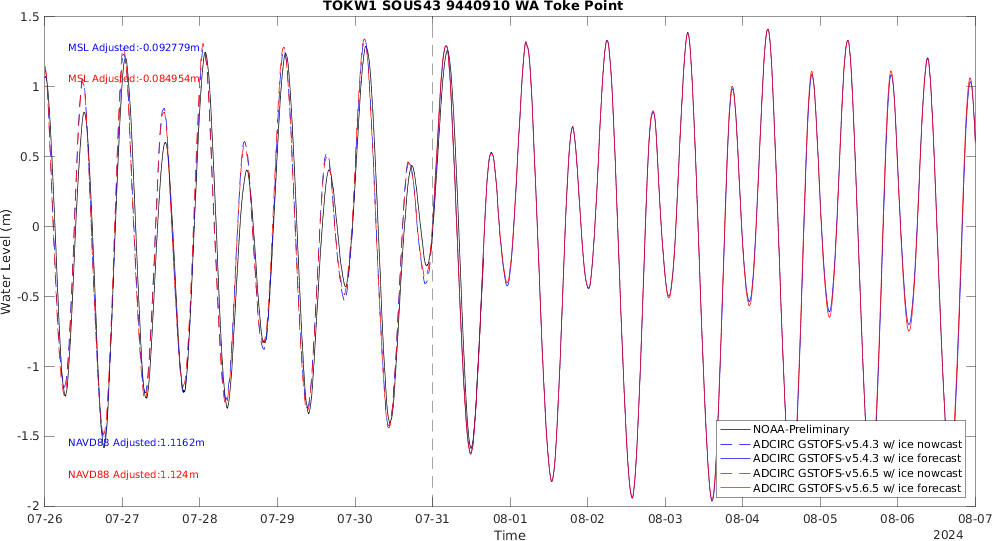 TOKW1 SOUS43 9440910 WA Toke Point
MSL Adjusted:-0.092779m
MSL Adjusted:-0.084954m
NAVD88 Adjusted:1.1162m
NAVD88 Adjusted:1.124m
Water Level (m)
1.5
1
0.5
0
-0.5
-1
-1.5
-2
NOAA-Preliminary
ADCIRC GSTOFS-v5.4.3 w/ ice nowcast
ADCIRC GSTOFS-v5.4.3 w/ ice forecast
ADCIRC GSTOFS-v5.6.5 w/ ice nowcast
ADCIRC GSTOFS-v5.6.5 w/ ice forecast
07-26 07-27 07-28 07-29 07-30 07-31 08-01 08-02 08-03 08-04 08-05 08-06 08-07
Time
2024